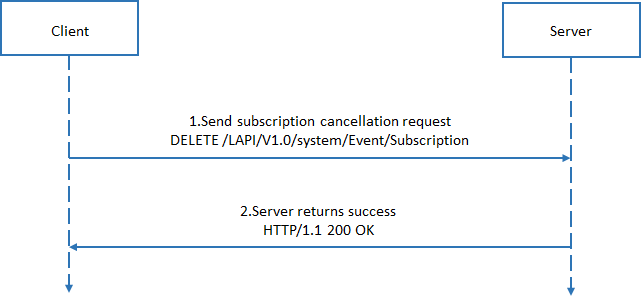 Client
Server
1.Send subscription cancellation request
DELETE /LAPI/V1.0/system/Event/Subscription
2.Server returns success
HTTP/1.1 200 OK